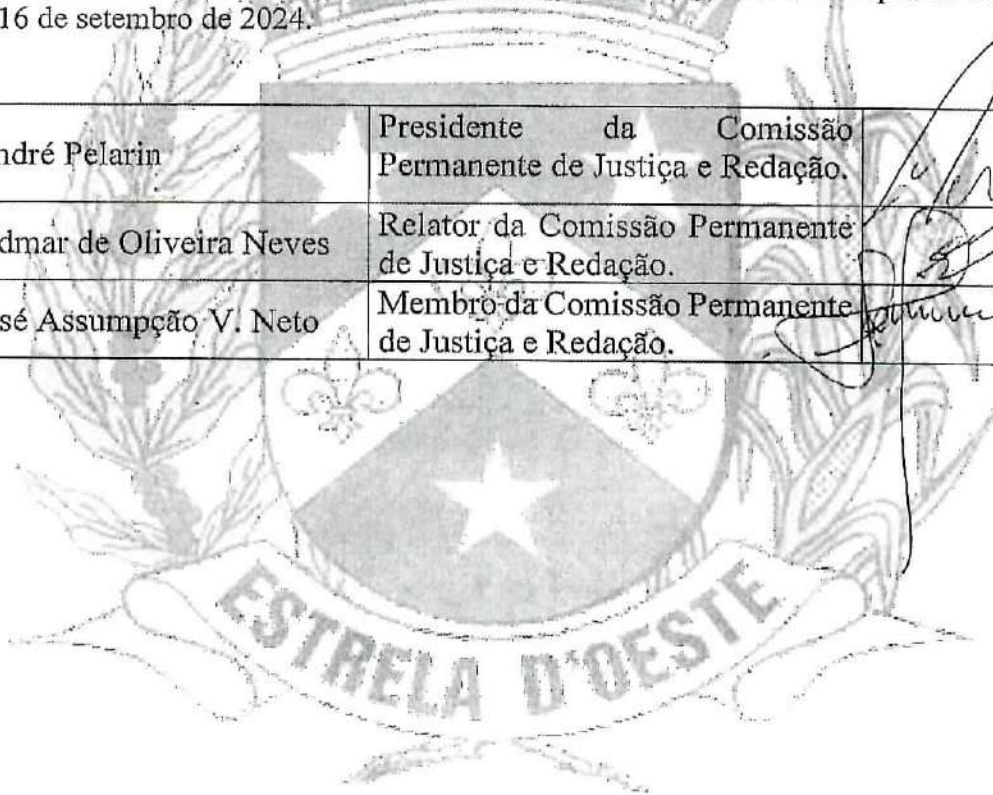 16 de setembro de 2024.
ndré Pelarin
Presidente da Comissão
Permanente de Justiça e Redação.
dmar de Oliveira Neves
Relator da Comissão Permanente
de Justiça e Redação.
sé Assumpção V. Neto
Membro da Comissão Permanente
de Justiça e Redação.
ESTRELA D'OESTE